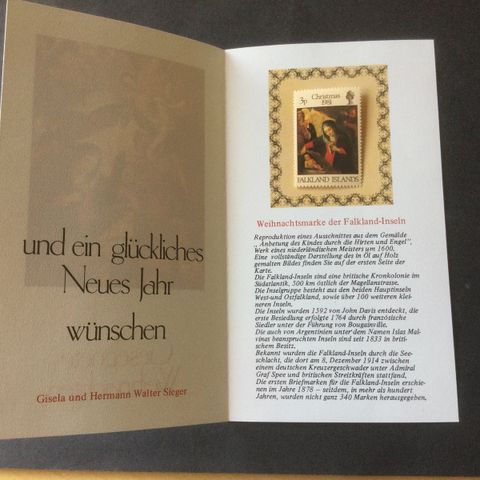 und ein glückliches
Neues Jahr
wünschen
Gisela und Hermann Walter Sieger
3p
Christmas
1981
FALKLAND ISLANDS
Weihnachtsmarke der Falkland-Inseln
Reproduktion eines Ausschnittes aus dem Gemälde
„ Anbetung des Kindes durch die Hirten und Engel",
Werk eines niederländischen Meisters um 1600,
Eine vollständige Darstellung des in Öl auf Holz
gemalten Bildes finden Sie auf der ersten Seite der
Karte.
Die Falkland-Inseln sind eine britische Kronkolonie im
Südatlantik, 500 km östlich der Magellanstrasse.
Die Inselgruppe besteht aus den beiden Hauptinseln
West-und Ostfalkland, sowie über 100 weiteren klei-
neren Inseln.
Die Inseln wurden 1592 von John Davis entdeckt, die
erste Besiedlung erfolgte 1764 durch französische
Siedler unter der Führung von Bougainville.
Die auch von Argentinien unter dem Namen Islas Mal-
vinas beanspruchten Inseln sind seit 1833 in briti-
schem Besitz.
Bekannt wurden die Falkland-Inseln durch die See-
schlacht, die dort am 8. Dezember 1914 zwischen
einem deutschen Kreuzergeschwader unter Admiral
Graf Spee und britischen Streitkräften stattfand.
Die ersten Briefmarken für die Falkland-Inseln erschie-
nen im Jahre 1878 – seitdem, in mehr als hundert
Jahren, wurden nicht ganz 340 Marken herausgegeben.